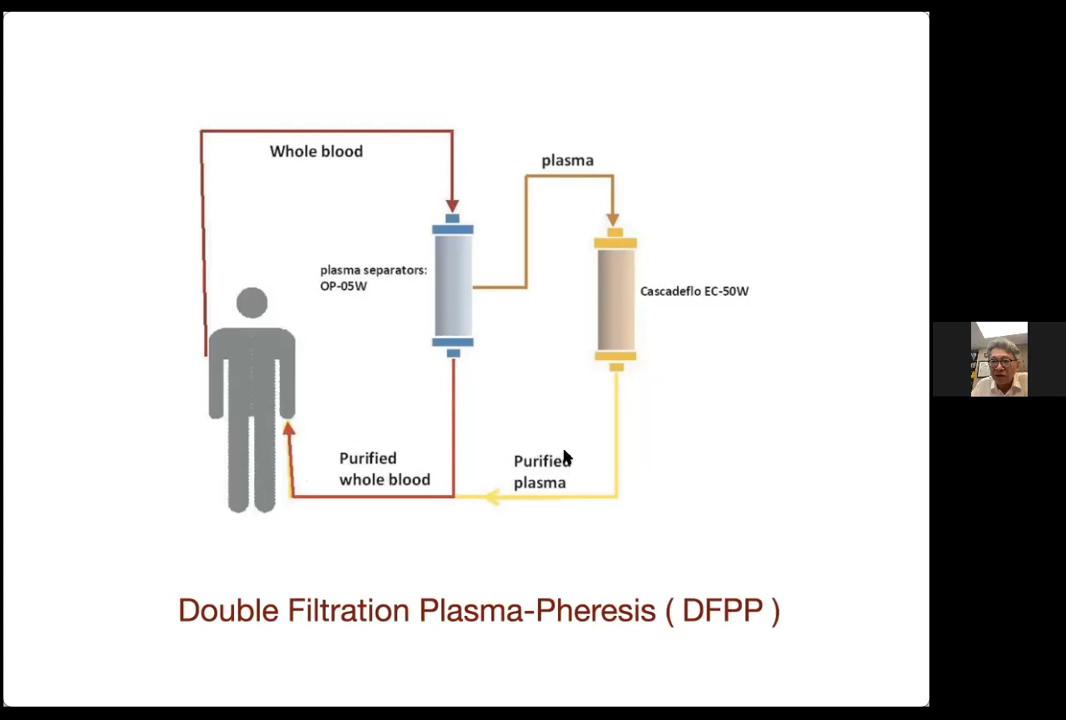 Whole blood
plasma
plasma separators:
OP-05W
Cascadeflo EC-50W
Purified
whole blood
Purified
plasma
Double Filtration Plasma-Pheresis ( DFPP )